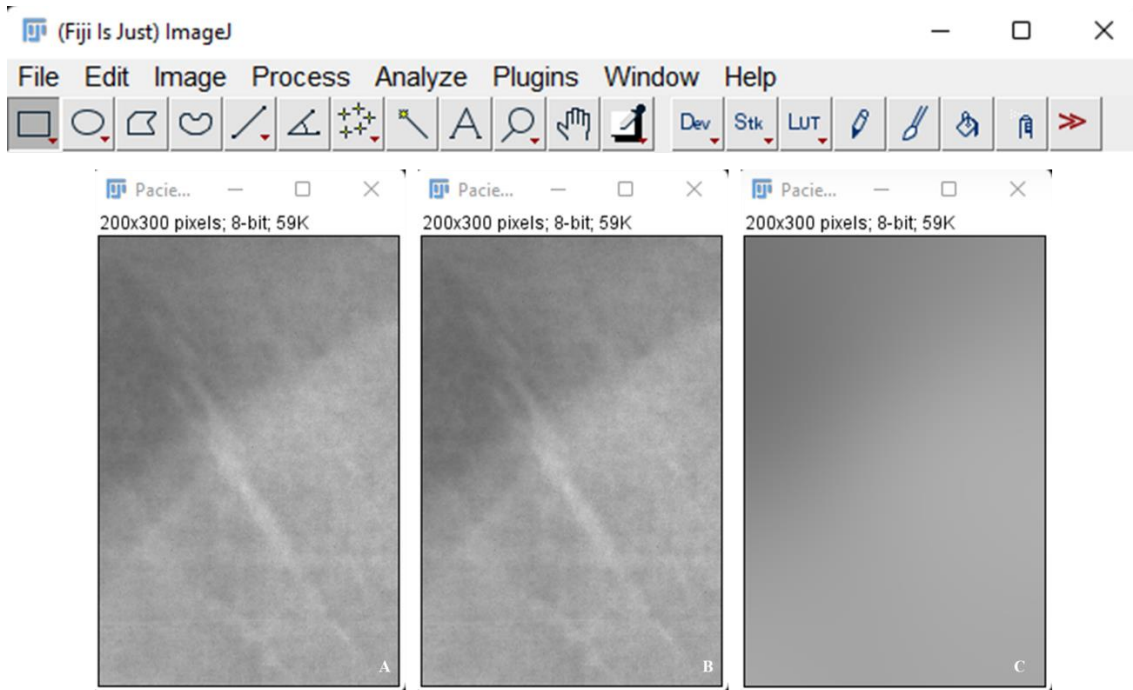 (Fiji Is Just) ImageJ
File Edit Image Process Analyze Plugins Window Help
Dev Stk LUT
Pacie... Pacie... Pacie...
200x300 pixels; 8-bit; 59K 200x300 pixels; 8-bit; 59K 200x300 pixels; 8-bit; 59K
A B C